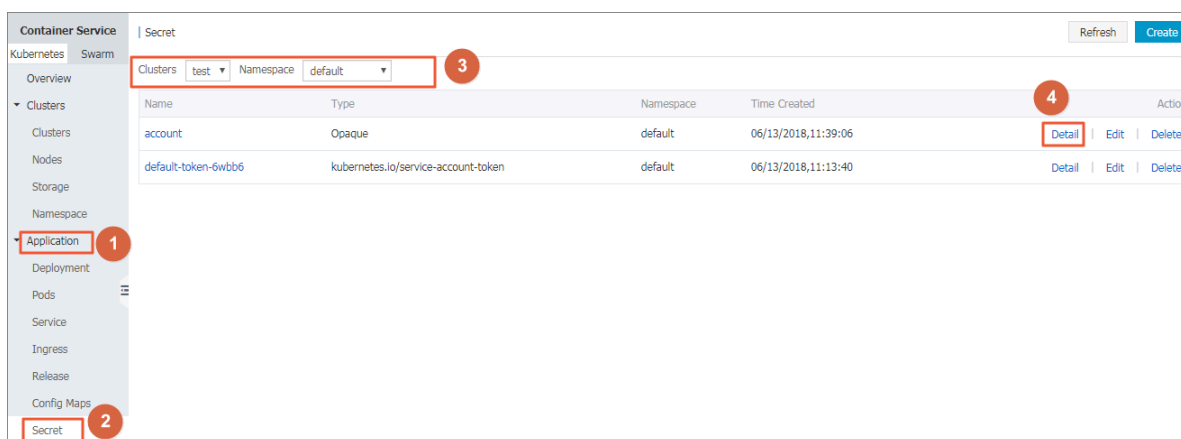 Container Service
Kubernetes Swarm
Overview
Clusters
Clusters
Nodes
Storage
Namespace
Application 1
Deployment
Pods
Service
Ingress
Release
Config Maps
Secret 2
Secret Refresh Create
Clusters test Namespace default 3
Name Type Namespace Time Created 4 Actio
account Opaque default 06/13/2018,11:39:06 Detail | Edit | Delete
default-token-6wbb6 kubernetes.io/service-account-token default 06/13/2018,11:13:40 Detail | Edit | Delete